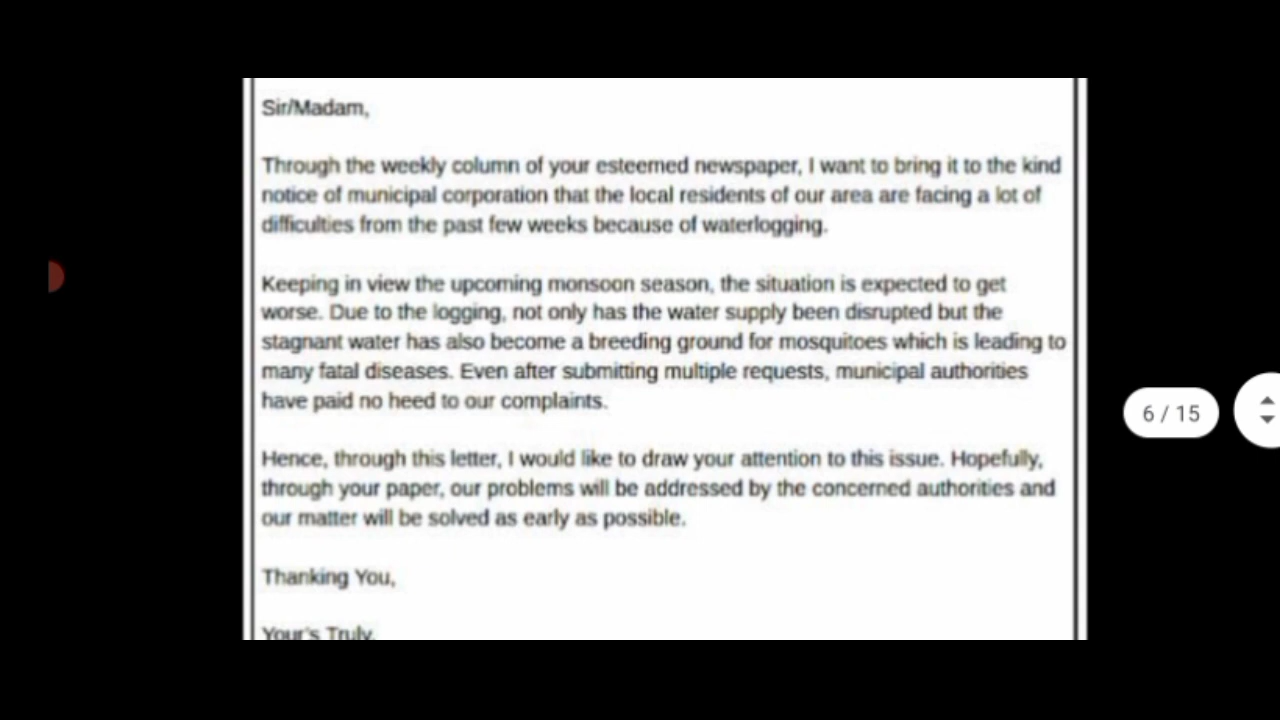 Sir/Madam,
Through the weekly column of your esteemed newspaper, I want to bring it to the kind
notice of municipal corporation that the local residents of our area are facing a lot of
difficulties from the past few weeks because of waterlogging.
Keeping in view the upcoming monsoon season, the situation is expected to get
worse. Due to the logging, not only has the water supply been disrupted but the
stagnant water has also become a breeding ground for mosquitoes which is leading to
many fatal diseases. Even after submitting multiple requests, municipal authorities
have paid no heed to our complaints.
6 / 15
Hence, through this letter, I would like to draw your attention to this issue. Hopefully,
through your paper, our problems will be addressed by the concerned authorities and
our matter will be solved as early as possible.
Thanking You,
Your's Truly,